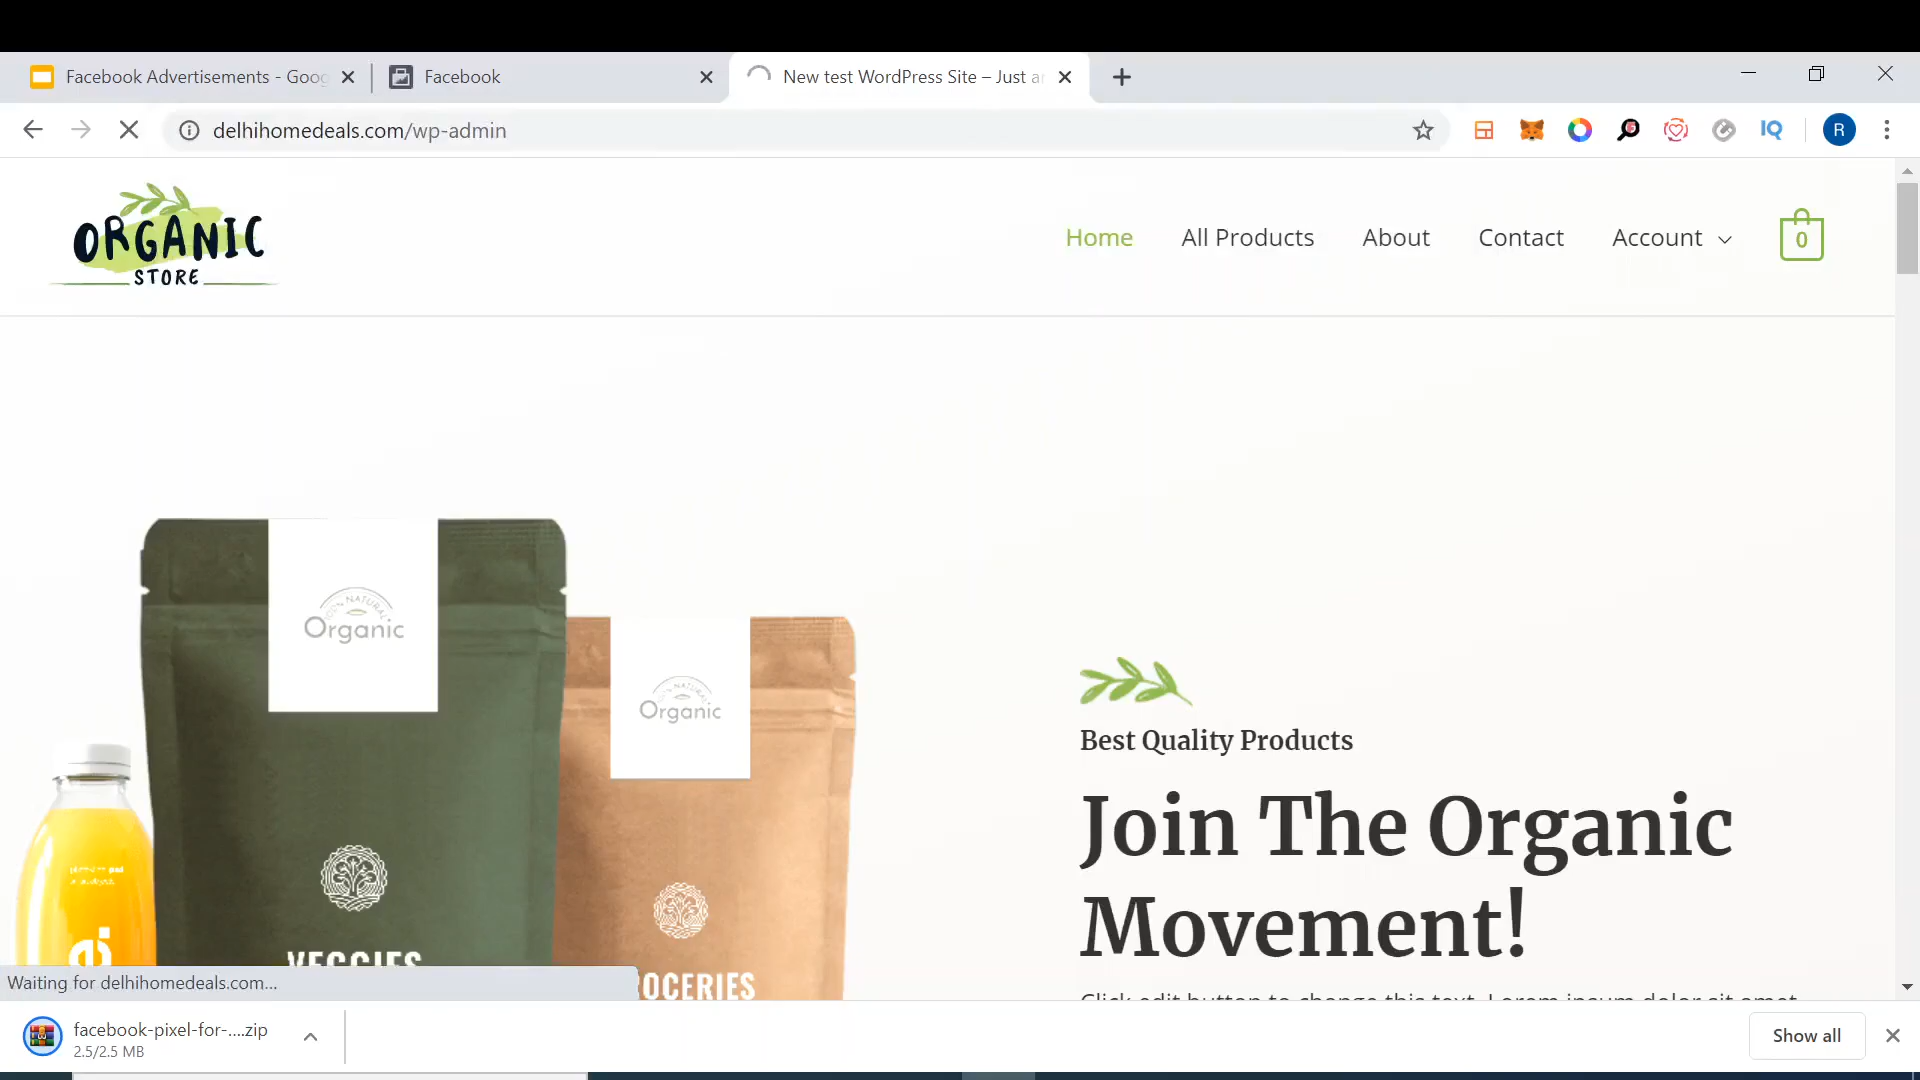 Facebook Advertisements - Goog
Facebook
New test WordPress Site – Just an
delhihomedeals.com/wp-admin
IQ
R
ORGANIC
STORE
Home
All Products
About
Contact
Account
0
100% NATURAL
Organic
100% NATURAL
Organic
Best Quality Products
Join The Organic
Movement!
VEGGIES
OCERIES
Click edit button to change this text. Lorem ipsum dolor sit amet
Waiting for delhihomedeals.com...
facebook-pixel-for-....zip
2.5/2.5 MB
Show all